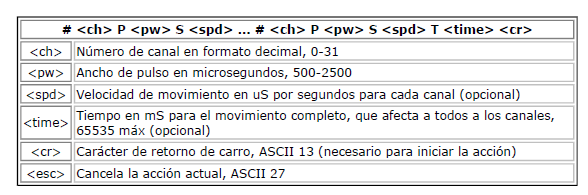 # <ch> P <pw> S <spd> ... # <ch> P <pw> S <spd> T <time> <cr>
<ch> Número de canal en formato decimal, 0-31
<pw> Ancho de pulso en microsegundos, 500-2500
<spd> Velocidad de movimiento en uS por segundos para cada canal (opcional)
<time> Tiempo en mS para el movimiento completo, que afecta a todos a los canales,
65535 máx (opcional)
<cr> Carácter de retorno de carro, ASCII 13 (necesario para iniciar la acción)
<esc> Cancela la acción actual, ASCII 27